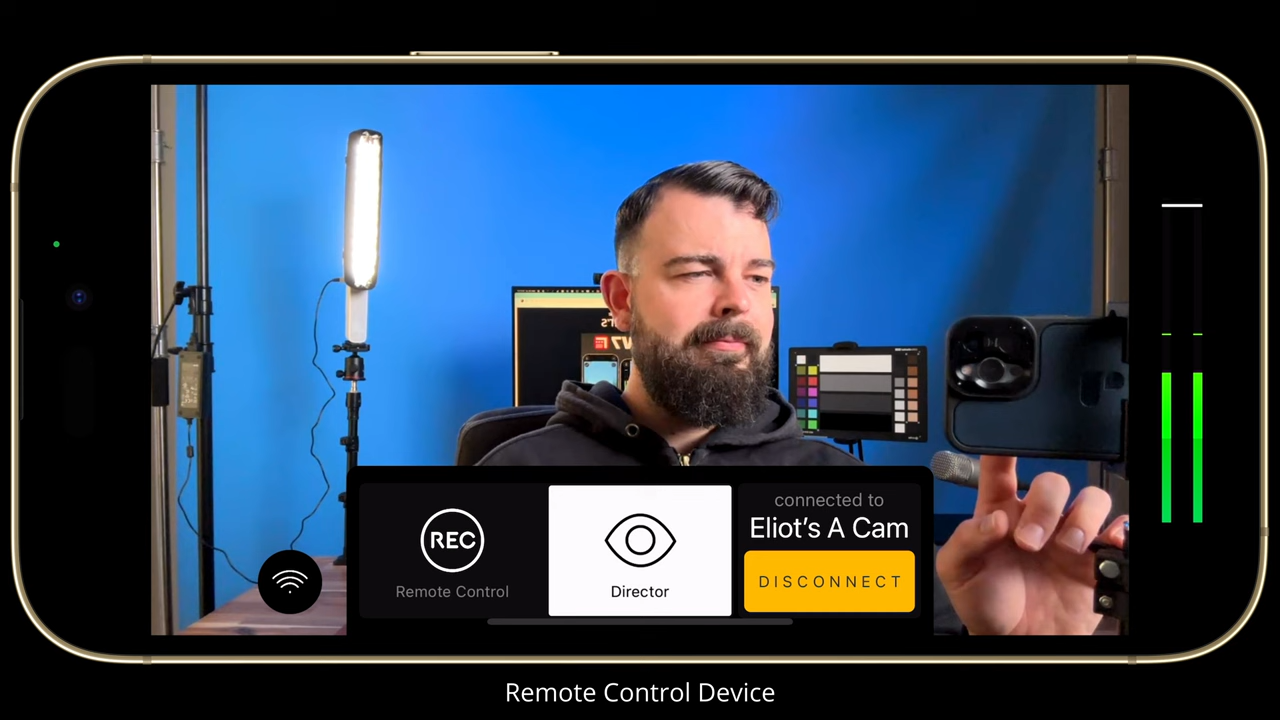 REC
Remote Control
Director
connected to
Eliot's A Cam
DISCONNECT
Remote Control Device